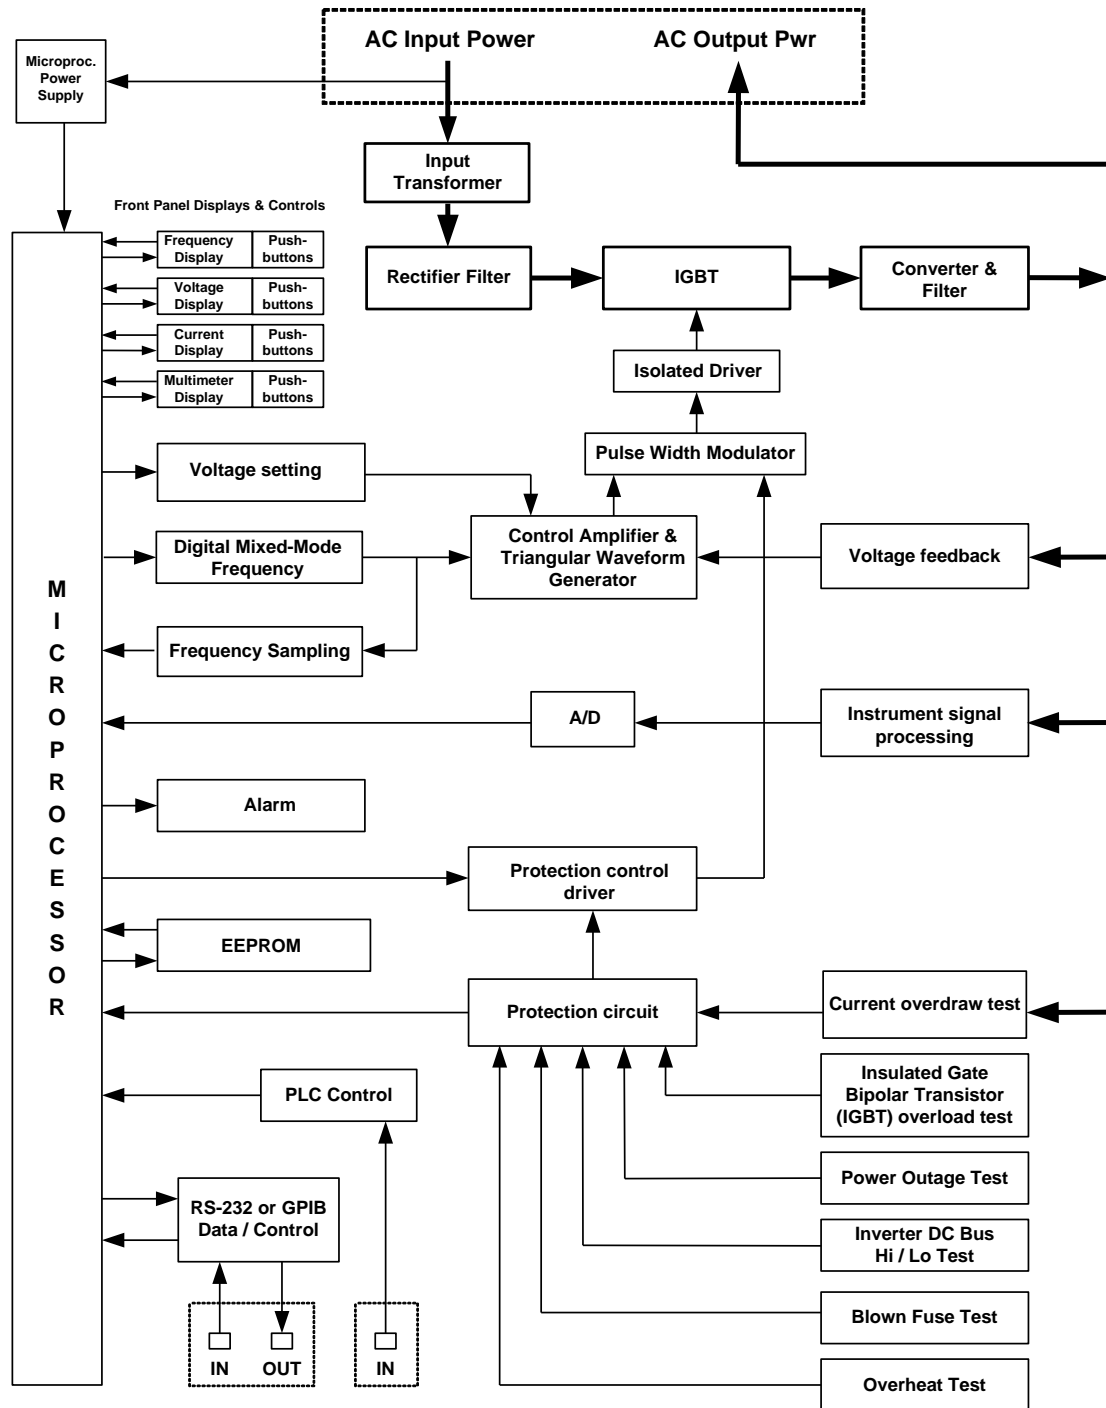 AC Input Power
AC Output Pwr
Microproc.
Power
Supply
Input
Transformer
Front Panel Displays & Controls
Frequency
Display
Push-
buttons
Rectifier Filter
IGBT
Converter &
Filter
Voltage
Display
Push-
buttons
Current
Display
Push-
buttons
Isolated Driver
Multimeter
Display
Push-
buttons
Pulse Width Modulator
Voltage setting
Digital Mixed-Mode
Frequency
Control Amplifier &
Triangular Waveform
Generator
Voltage feedback
MICROPROCESSOR
Frequency Sampling
A/D
Instrument signal
processing
Alarm
Protection control
driver
EEPROM
Protection circuit
Current overdraw test
PLC Control
Insulated Gate
Bipolar Transistor
(IGBT) overload test
Power Outage Test
RS-232 or GPIB
Data / Control
Inverter DC Bus
Hi / Lo Test
Blown Fuse Test
IN
OUT
IN
Overheat Test